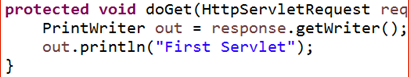 protected void doGet(HttpServletRequest req
PrintWriter out = response.getWriter();
out.println("First Servlet");
}